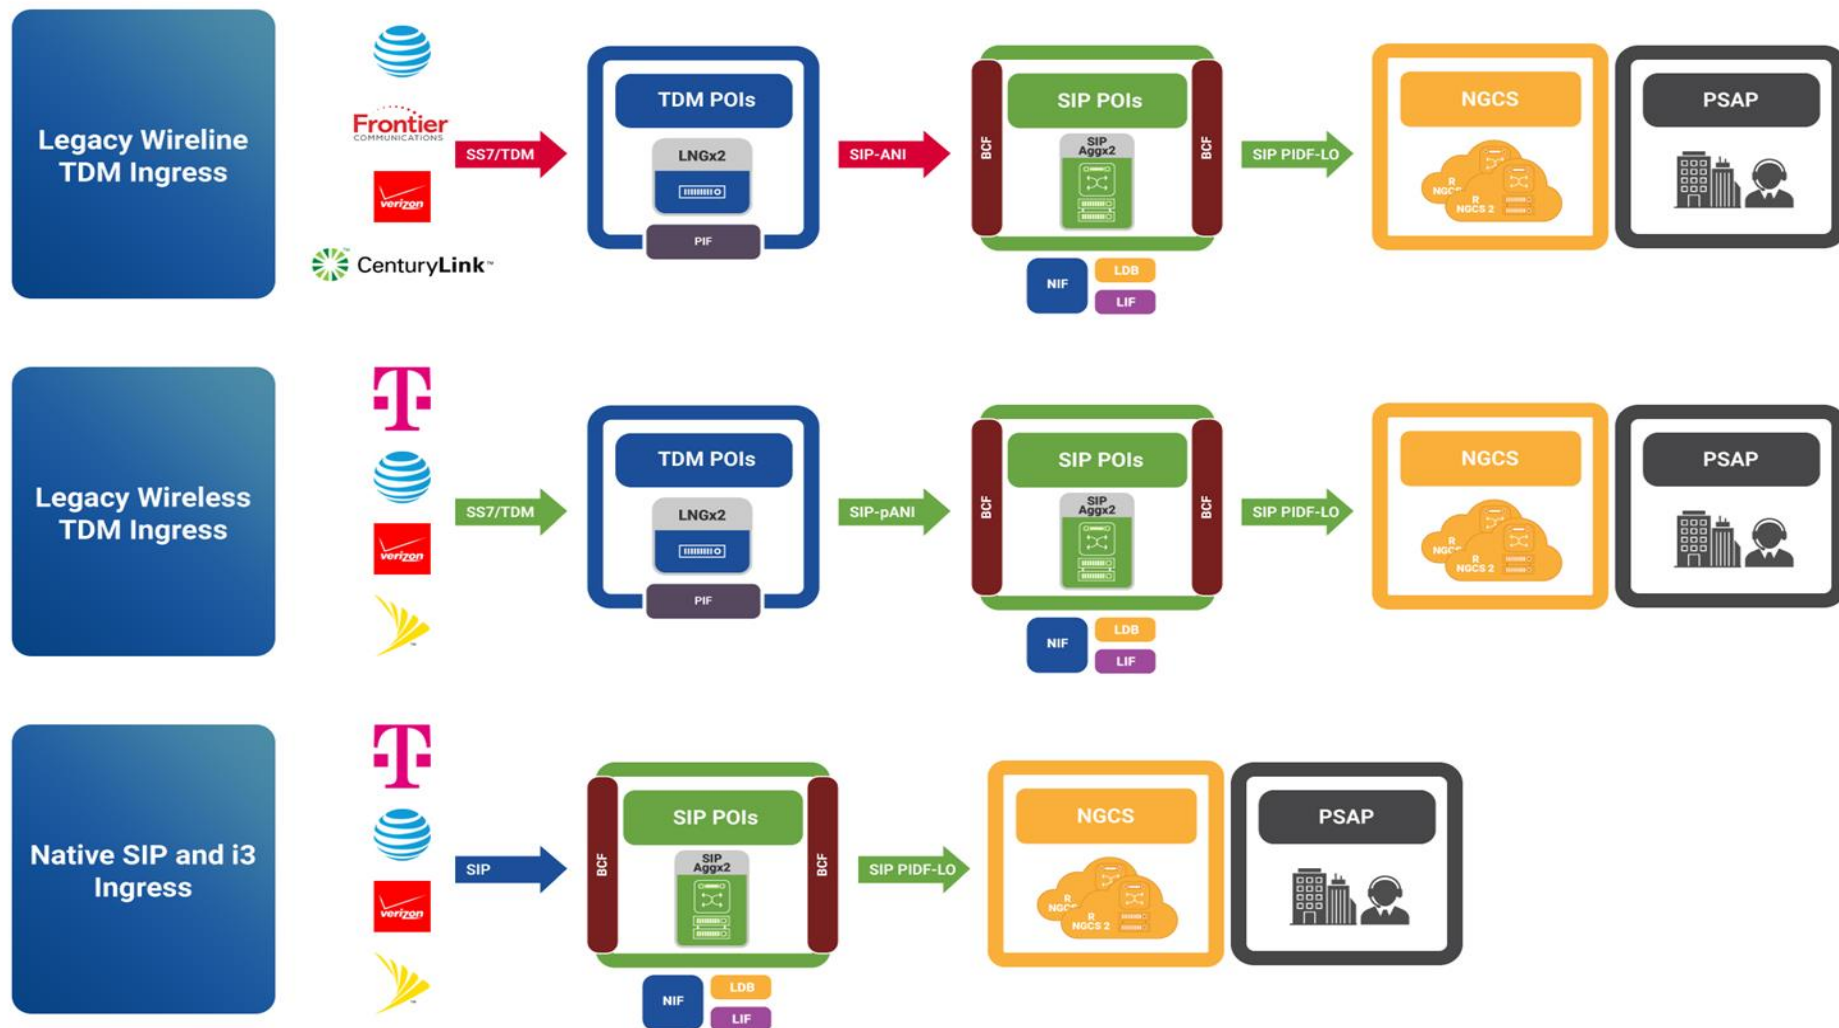 Legacy Wireline
TDM Ingress
Frontier
COMMUNICATIONS
verizon
CenturyLink™
SS7/TDM
TDM POIs
LNGx2
PIF
SIP-ANI
BCF
SIP POIs
SIP
Aggx2
BCF
NIF
LDB
LIF
SIP PIDF-LO
NGCS
R
NGCS
R
NGCS 2
PSAP
Legacy Wireless
TDM Ingress
T
verizon
SS7/TDM
TDM POIs
LNGx2
PIF
SIP-pANI
BCF
SIP POIs
SIP
Aggx2
BCF
NIF
LDB
LIF
SIP PIDF-LO
NGCS
R
NGCS
R
NGCS 2
PSAP
Native SIP and i3
Ingress
T
verizon
SIP
BCF
SIP POIs
SIP
Aggx2
BCF
NIF
LDB
LIF
SIP PIDF-LO
NGCS
R
NGCS
R
NGCS 2
PSAP